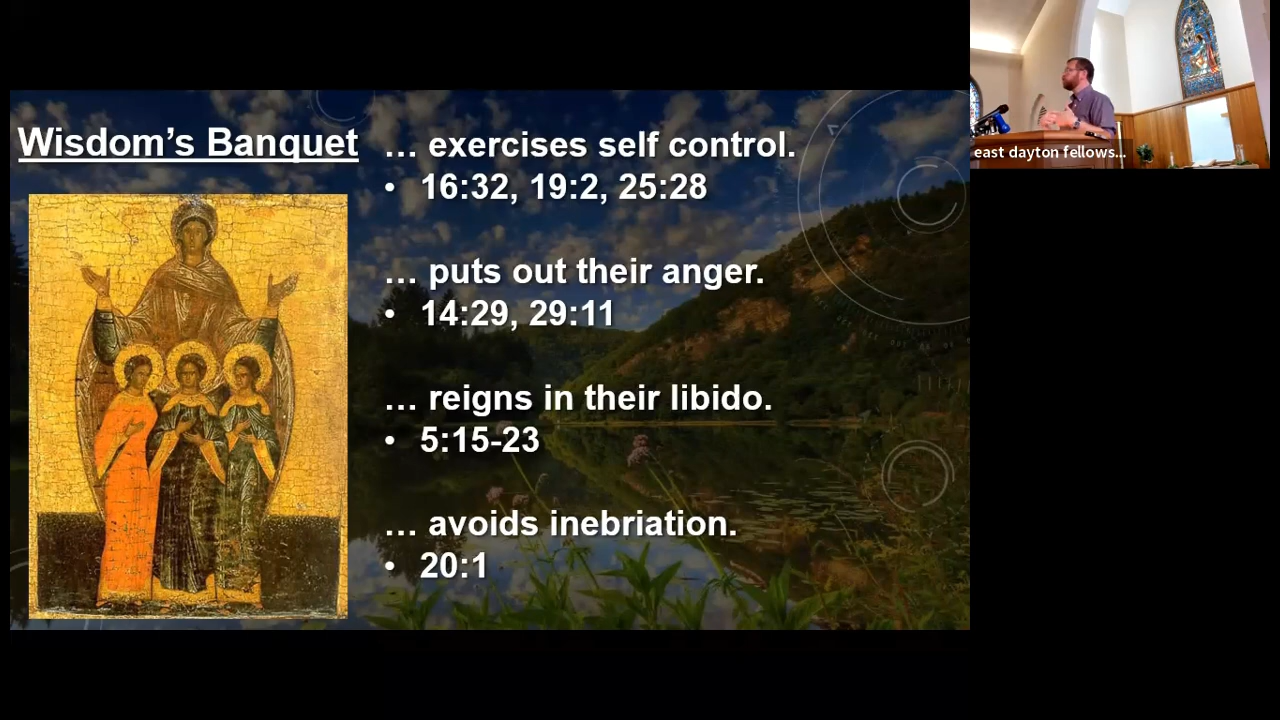 Wisdom’s Banquet
… exercises self control.
• 16:32, 19:2, 25:28
… puts out their anger.
• 14:29, 29:11
… reigns in their libido.
• 5:15-23
… avoids inebriation.
• 20:1
east dayton fellows...